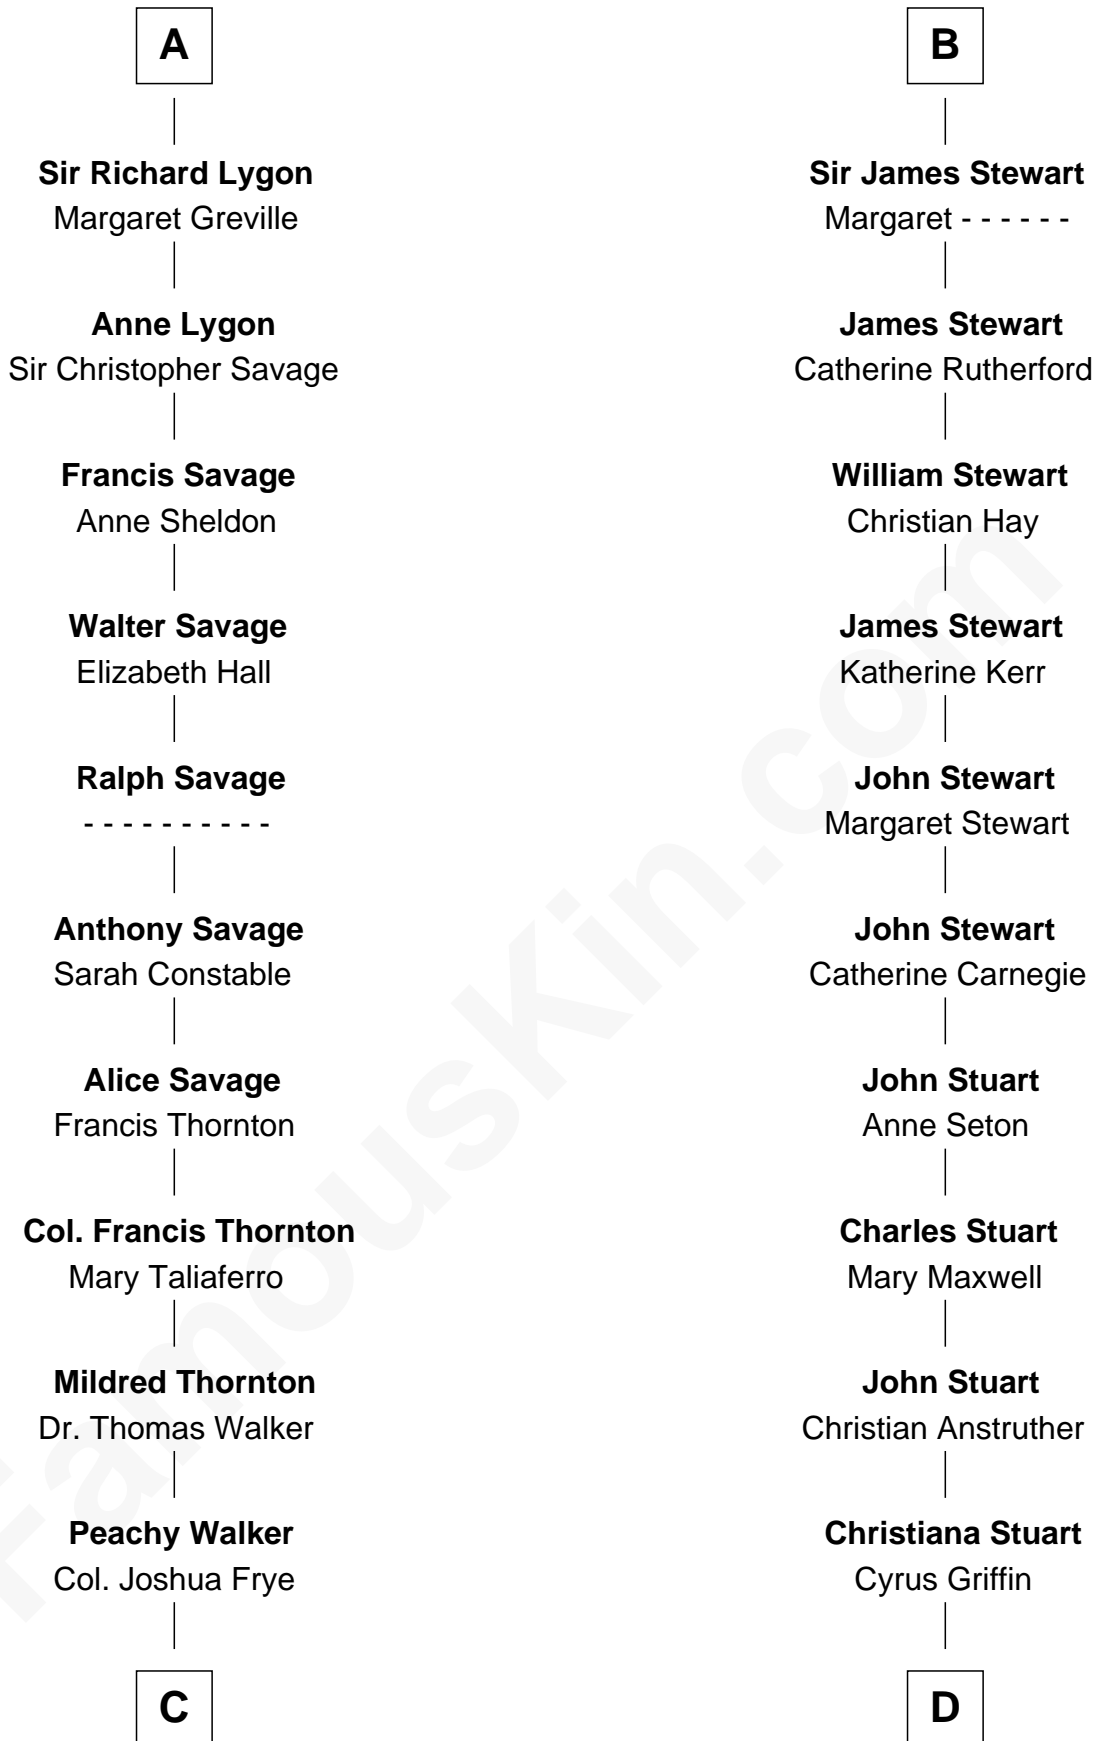 A
Sir Richard Lygon
Margaret Greville
Anne Lygon
Sir Christopher Savage
Francis Savage
Anne Sheldon
Walter Savage
Elizabeth Hall
Ralph Savage
- - - - - - - - - -
Anthony Savage
Sarah Constable
Alice Savage
Francis Thornton
Col. Francis Thornton
Mary Taliaferro
Mildred Thornton
Dr. Thomas Walker
Peachy Walker
Col. Joshua Frye
C
B
Sir James Stewart
Margaret - - - - - -
James Stewart
Catherine Rutherford
William Stewart
Christian Hay
James Stewart
Katherine Kerr
John Stewart
Margaret Stewart
John Stewart
Catherine Carnegie
John Stuart
Anne Seton
Charles Stuart
Mary Maxwell
John Stuart
Christian Anstruther
Christiana Stuart
Cyrus Griffin
D
FamousKin.com